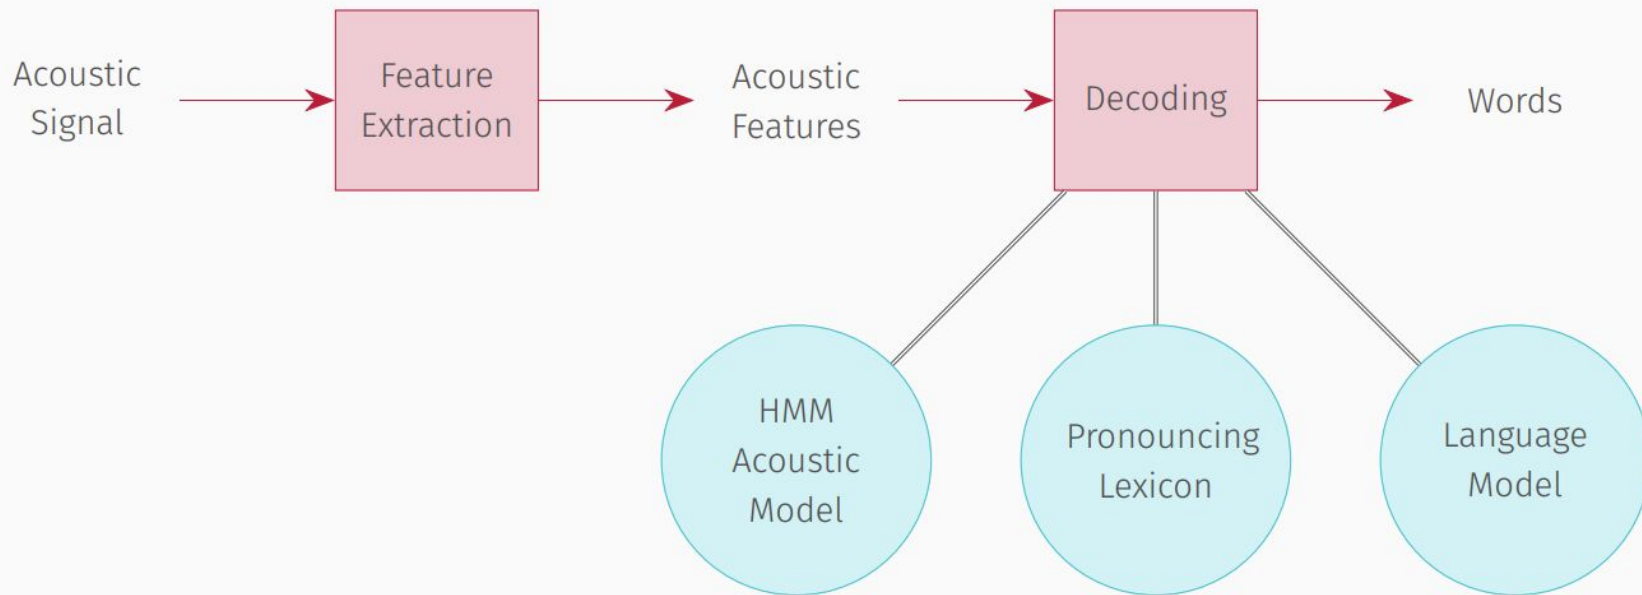 Acoustic
Signal
Feature
Extraction
Acoustic
Features
Decoding
Words
HMM
Acoustic
Model
Pronouncing
Lexicon
Language
Model